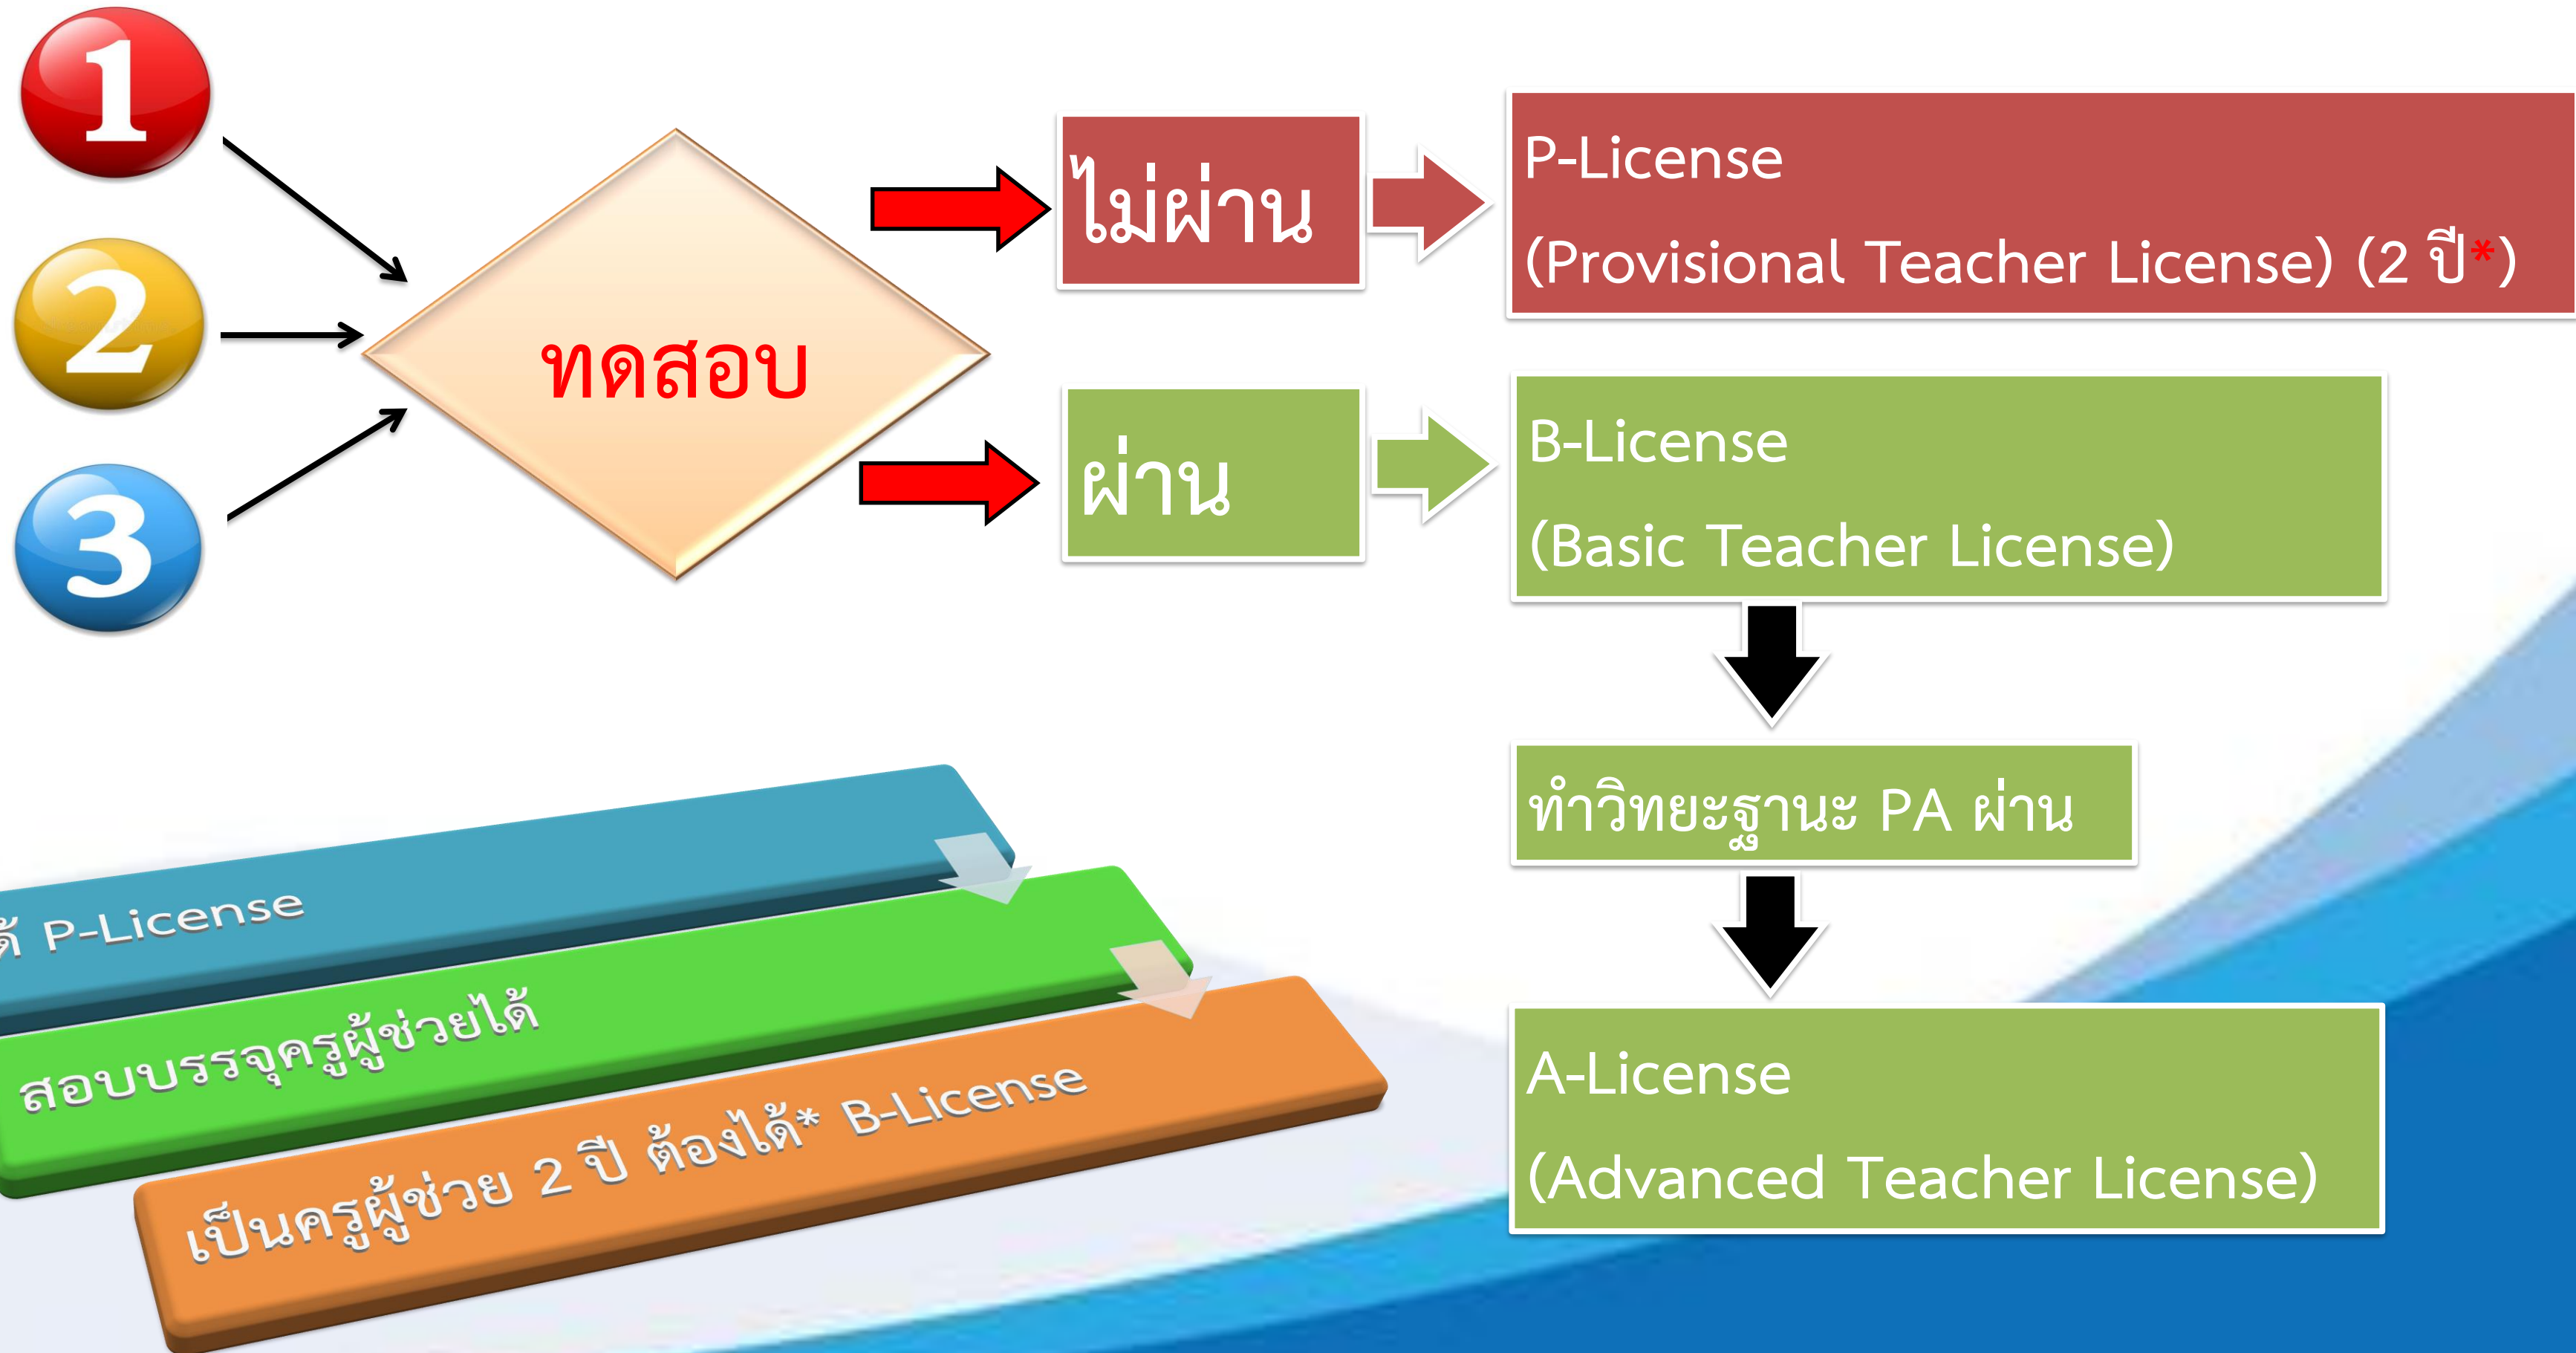 1
2
3
ทดสอบ
ไม่ผ่าน
P-License
(Provisional Teacher License) (2 ปี*)
ผ่าน
B-License
(Basic Teacher License)
ทำวิทยะฐานะ PA ผ่าน
A-License
(Advanced Teacher License)
P-License
สอบบรรจุครูผู้ช่วยได้
เป็นครูผู้ช่วย 2 ปี ต้องได้* B-License